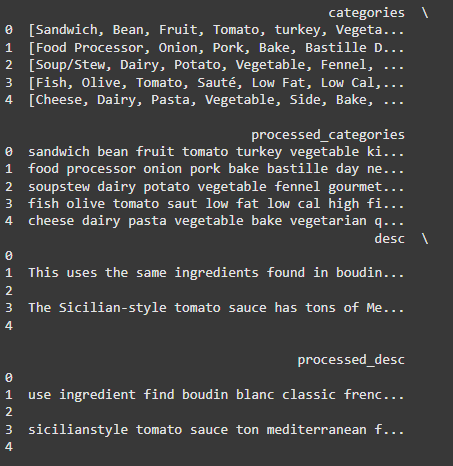 categories \
0 [Sandwich, Bean, Fruit, Tomato, turkey, Vegeta...
1 [Food Processor, Onion, Pork, Bake, Bastille D...
2 [Soup/Stew, Dairy, Potato, Vegetable, Fennel, ...
3 [Fish, Olive, Tomato, Sauté, Low Fat, Low Cal,...
4 [Cheese, Dairy, Pasta, Vegetable, Side, Bake, ...
processed_categories
0 sandwich bean fruit tomato turkey vegetable ki...
1 food processor onion pork bake bastille day ne...
2 soupstew dairy potato vegetable fennel gourmet...
3 fish olive tomato saut low fat low cal high fi...
4 cheese dairy pasta vegetable bake vegetarian q...
desc \
0
1 This uses the same ingredients found in boudin...
2
3 The Sicilian-style tomato sauce has tons of Me...
4
processed_desc
0
1 use ingredient find boudin blanc classic frenc...
2
3 sicilianstyle tomato sauce ton mediterranean f...
4